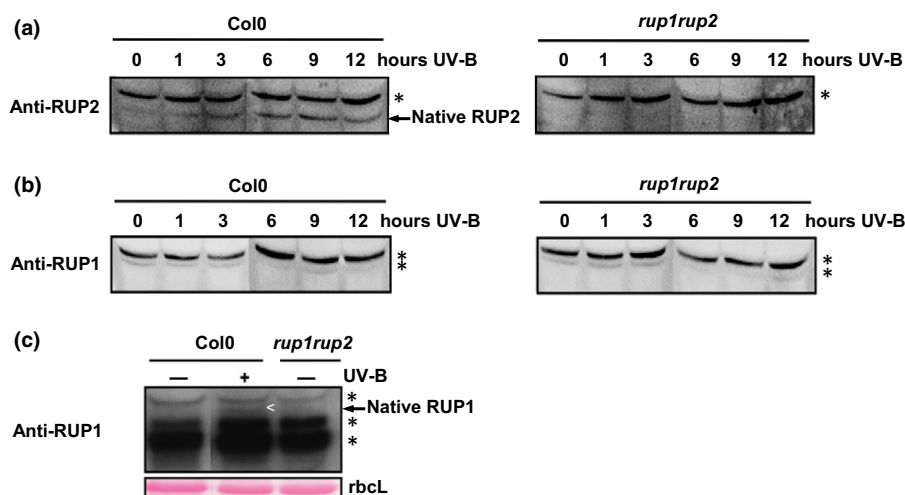 (a)
Col0
rup1rup2
0 1 3 6 9 12 hours UV-B
0 1 3 6 9 12 hours UV-B
Anti-RUP2
*
Native RUP2
*
(b)
Col0
rup1rup2
0 1 3 6 9 12 hours UV-B
0 1 3 6 9 12 hours UV-B
Anti-RUP1
*
*
*
*
(c)
Col0
rup1rup2
— + — UV-B
*
<
Native RUP1
Anti-RUP1
*
*
rbcL